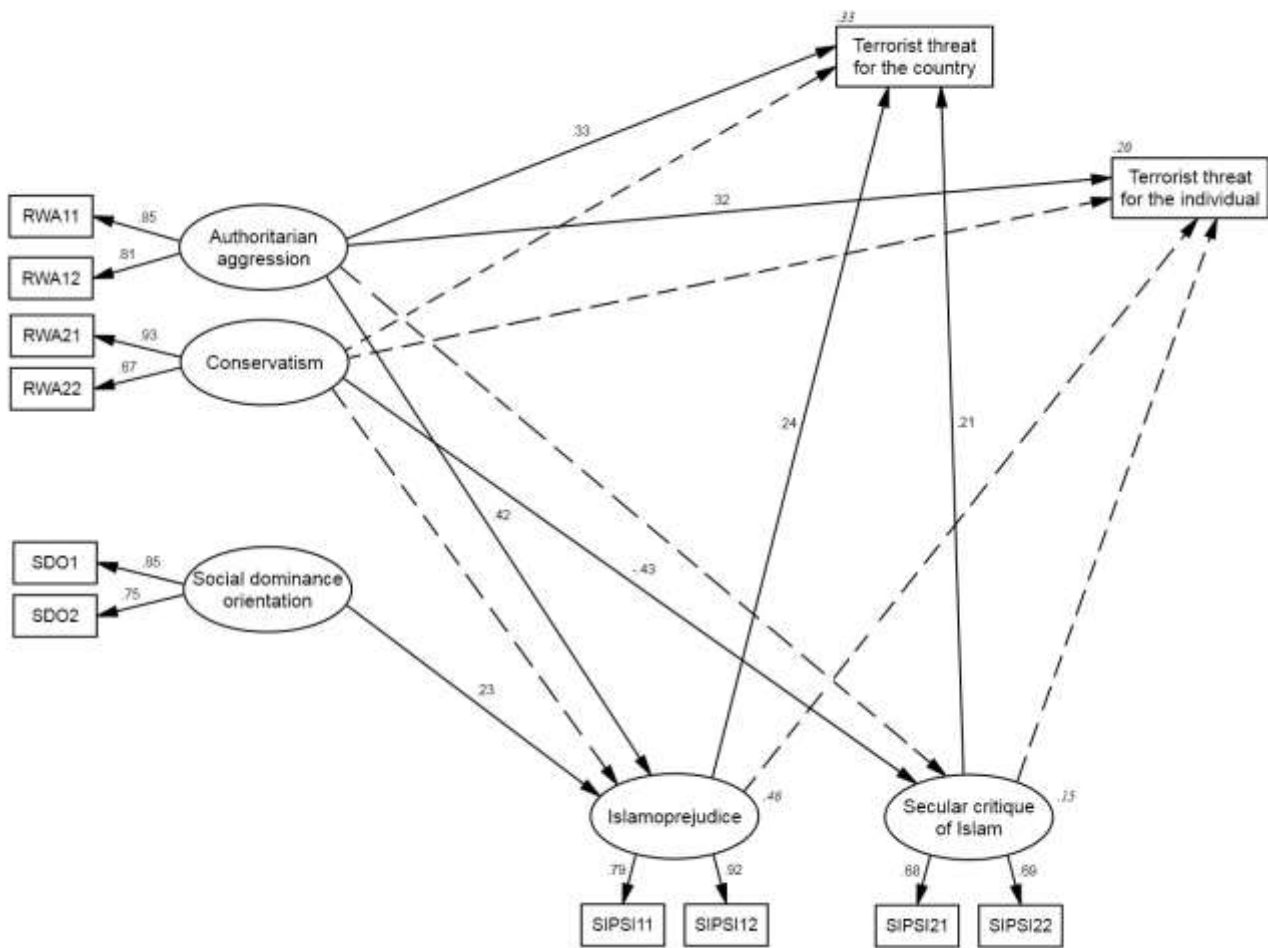 .33
Terrorist threat
for the country
.20
Terrorist threat
for the individual
.33
.32
RWA11
.85
Authoritarian
aggression
RWA12
.81
RWA21
.93
Conservatism
RWA22
.67
.24
.21
.42
-.43
SDO1
.85
Social dominance
orientation
SDO2
.75
.23
Islamoprejudice
.48
Secular critique
of Islam
.15
.79
.92
.68
.69
SIPSI11
SIPSI12
SIPSI21
SIPSI22